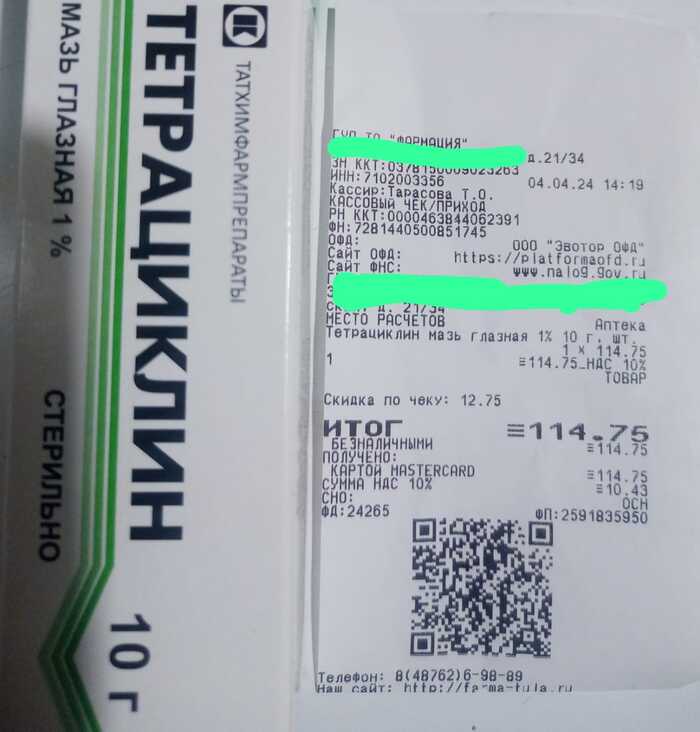 ТЕТРАЦИКЛИН 10 г
МАЗЬ ГЛАЗНАЯ 1 % СТЕРИЛЬНО
ТАТХИМФАРМПРЕПАРАТЫ
ГУП ТО "ФАРМАЦИЯ"
д.21/34
ЗН ККТ:0378150009023263
ИНН:7102003356 04.04.24 14:19
Кассир:Тарасова Т.О.
КАССОВЫЙ ЧЕК/ПРИХОД
РН ККТ:0000463844062391
ФН:7281440500851745
ОФД: ООО "Эвотор ОФД"
Сайт ОФД: https://platformaofd.ru
Сайт ФНС: www.nalog.gov.ru
д. 21/34
МЕСТО РАСЧЕТОВ Аптека
Тетрациклин мазь глазная 1% 10 г. шт.
1 x 114.75
1 ≡114.75_НДС 10%
ТОВАР
Скидка по чеку: 12.75
ИТОГ ≡114.75
БЕЗНАЛИЧНЫМИ ≡114.75
ПОЛУЧЕНО:
КАРТОЙ MASTERCARD ≡114.75
СУММА НДС 10% ≡10.43
СНО: ОСН
ФД:24265 ФП:2591835950
Телефон: 8(48762)6-98-89
Наш сайт: http://farma-tula.ru